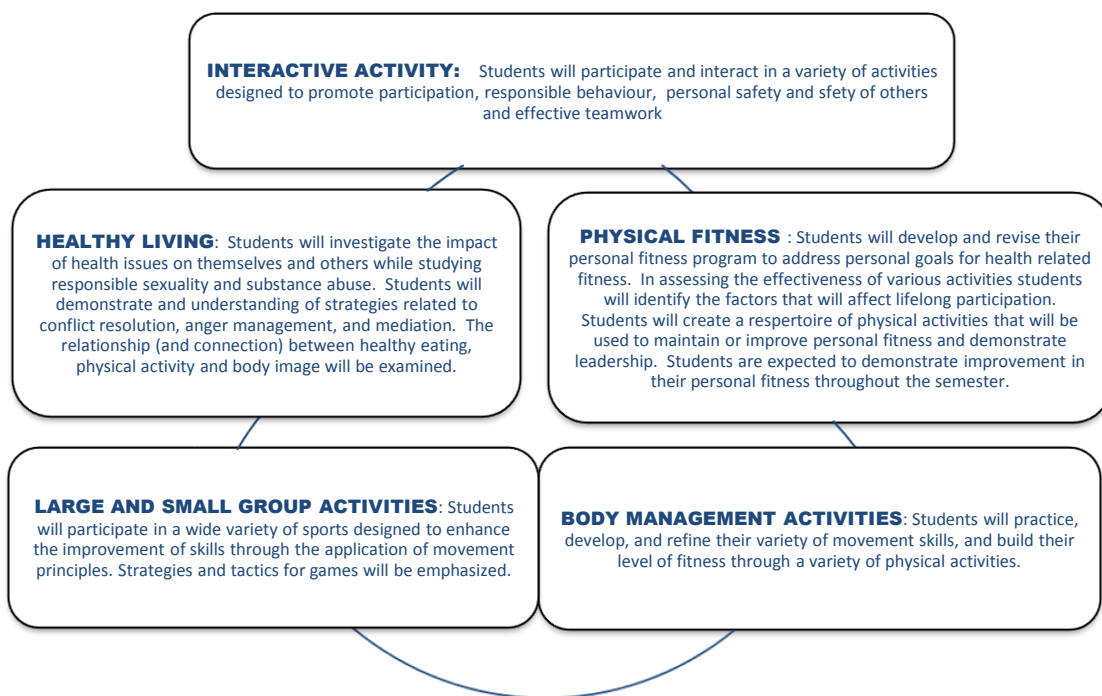 INTERACTIVE ACTIVITY: Students will participate and interact in a variety of activities
designed to promote participation, responsible behaviour, personal safety and sfety of others
and effective teamwork
HEALTHY LIVING: Students will investigate the impact
of health issues on themselves and others while studying
responsible sexuality and substance abuse. Students will
demonstrate and understanding of strategies related to
conflict resolution, anger management, and mediation. The
relationship (and connection) between healthy eating,
physical activity and body image will be examined.
PHYSICAL FITNESS : Students will develop and revise their
personal fitness program to address personal goals for health related
fitness. In assessing the effectiveness of various activities students
will identify the factors that will affect lifelong participation.
Students will create a respertoire of physical activities that will be
used to maintain or improve personal fitness and demonstrate
leadership. Students are expected to demonstrate improvement in
their personal fitness throughout the semester.
LARGE AND SMALL GROUP ACTIVITIES: Students
will participate in a wide variety of sports designed to enhance
the improvement of skills through the application of movement
principles. Strategies and tactics for games will be emphasized.
BODY MANAGEMENT ACTIVITIES: Students will practice,
develop, and refine their variety of movement skills, and build their
level of fitness through a variety of physical activities.